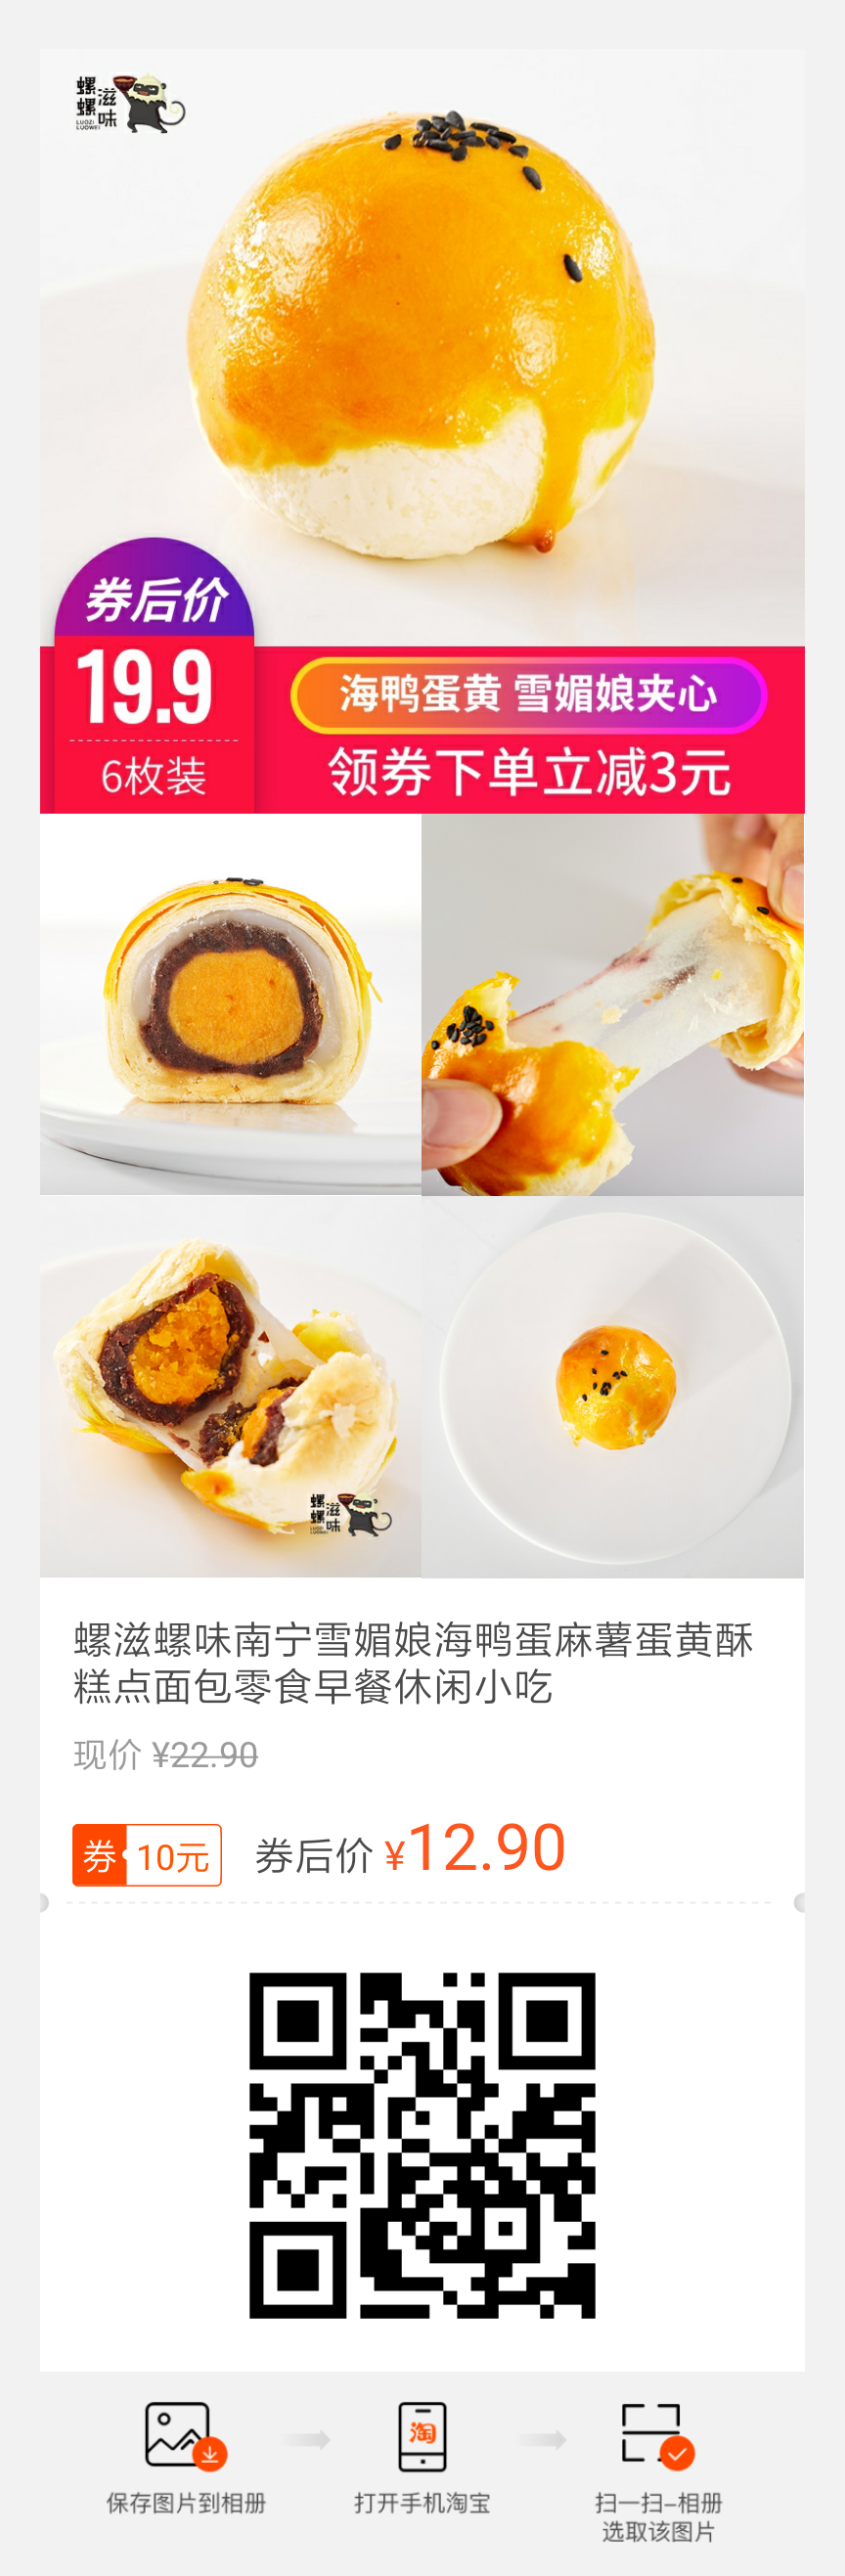 螺
螺
滋
味
LUOZI
LUOWEI
券后价
19.9
6枚装
海鸭蛋黄 雪媚娘夹心
领券下单立减3元
螺
螺
滋
味
螺滋螺味南宁雪媚娘海鸭蛋麻薯蛋黄酥
糕点面包零食早餐休闲小吃
现价 ¥22.90
券 10元 券后价 ¥12.90
淘
保存图片到相册
打开手机淘宝
扫一扫-相册
选取该图片